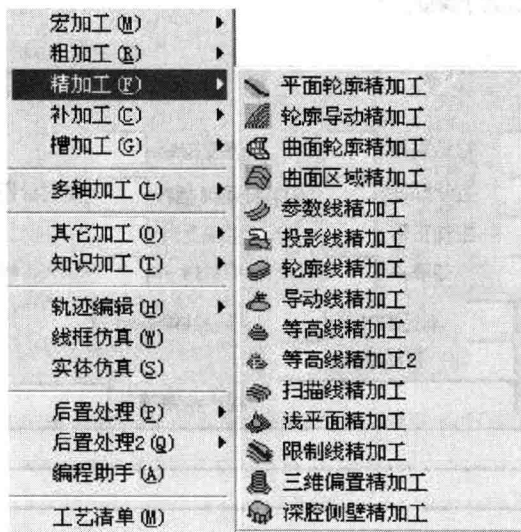 宏加工(M)
粗加工(R)
精加工(F)
补加工(C)
槽加工(G)
多轴加工(L)
其它加工(O)
知识加工(T)
轨迹编辑(H)
线框仿真(W)
实体仿真(S)
后置处理(P)
后置处理2(Q)
编程助手(A)
工艺清单(M)
平面轮廓精加工
轮廓导动精加工
曲面轮廓精加工
曲面区域精加工
参数线精加工
投影线精加工
轮廓线精加工
导动线精加工
等高线精加工
等高线精加工2
扫描线精加工
浅平面精加工
限制线精加工
三维偏置精加工
深腔侧壁精加工